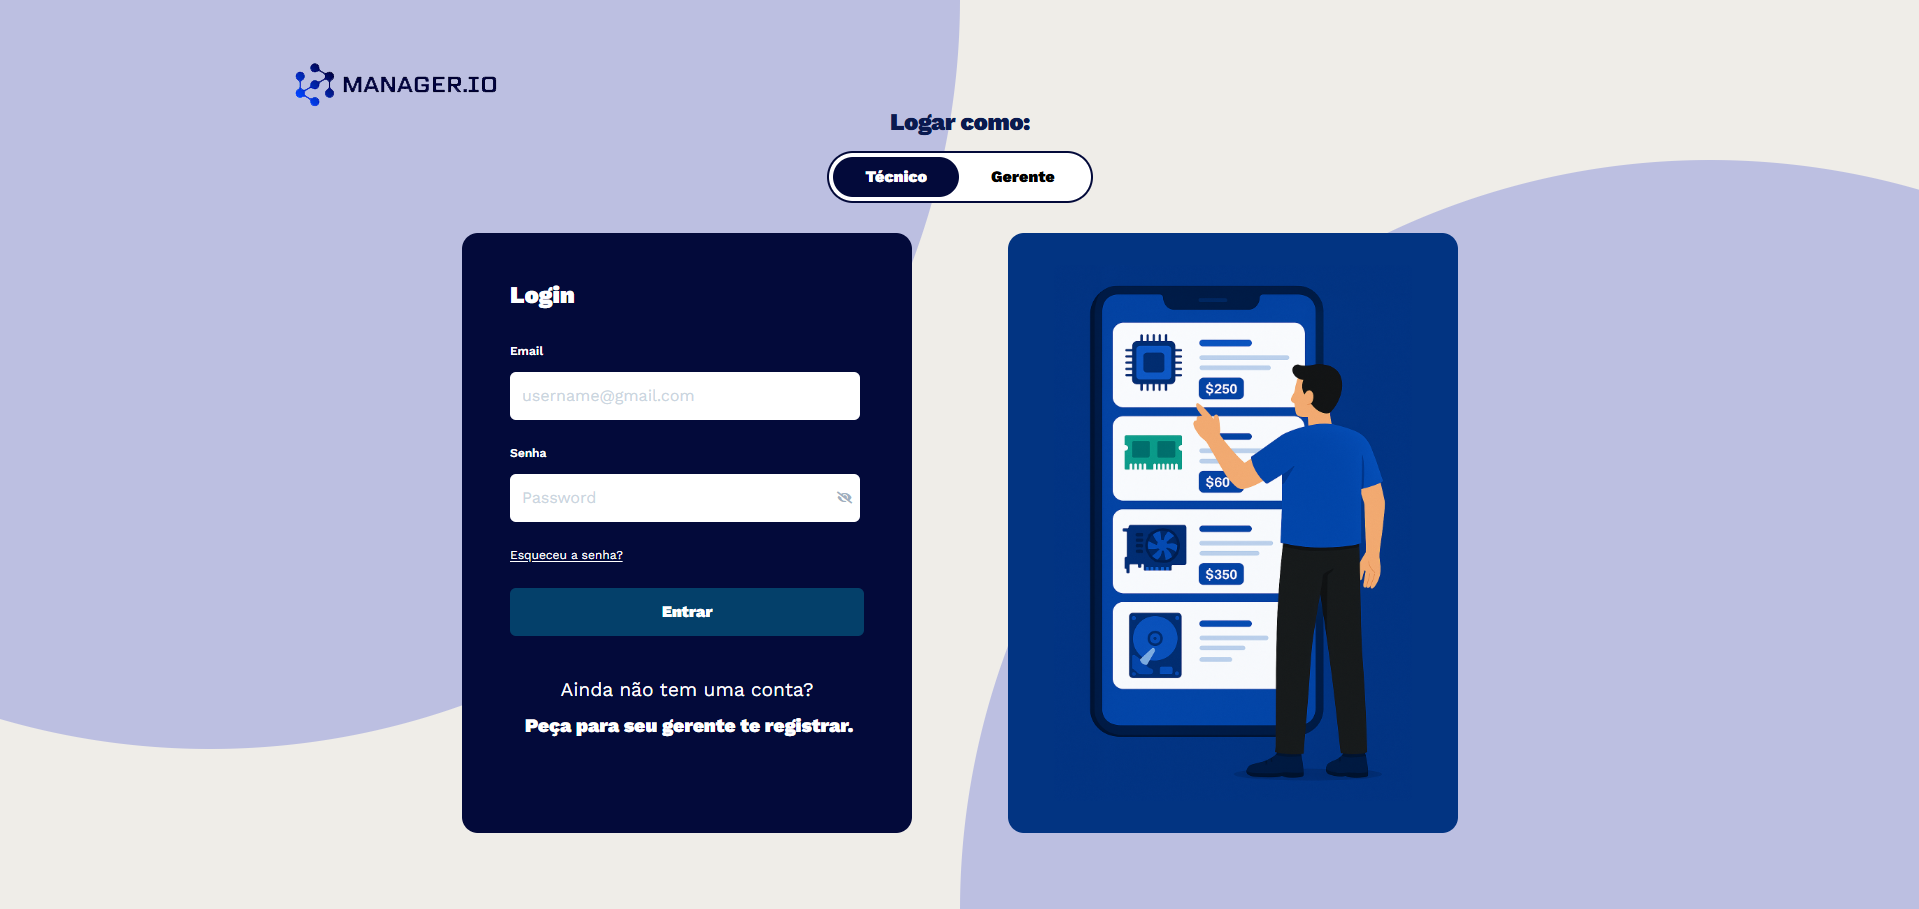 MANAGER.IO
Logar como:
Técnico
Gerente
Login
Email
username@gmail.com
Senha
Password
Esqueceu a senha?
Entrar
Ainda não tem uma conta?
Peça para seu gerente te registrar.
$250
$60
$350